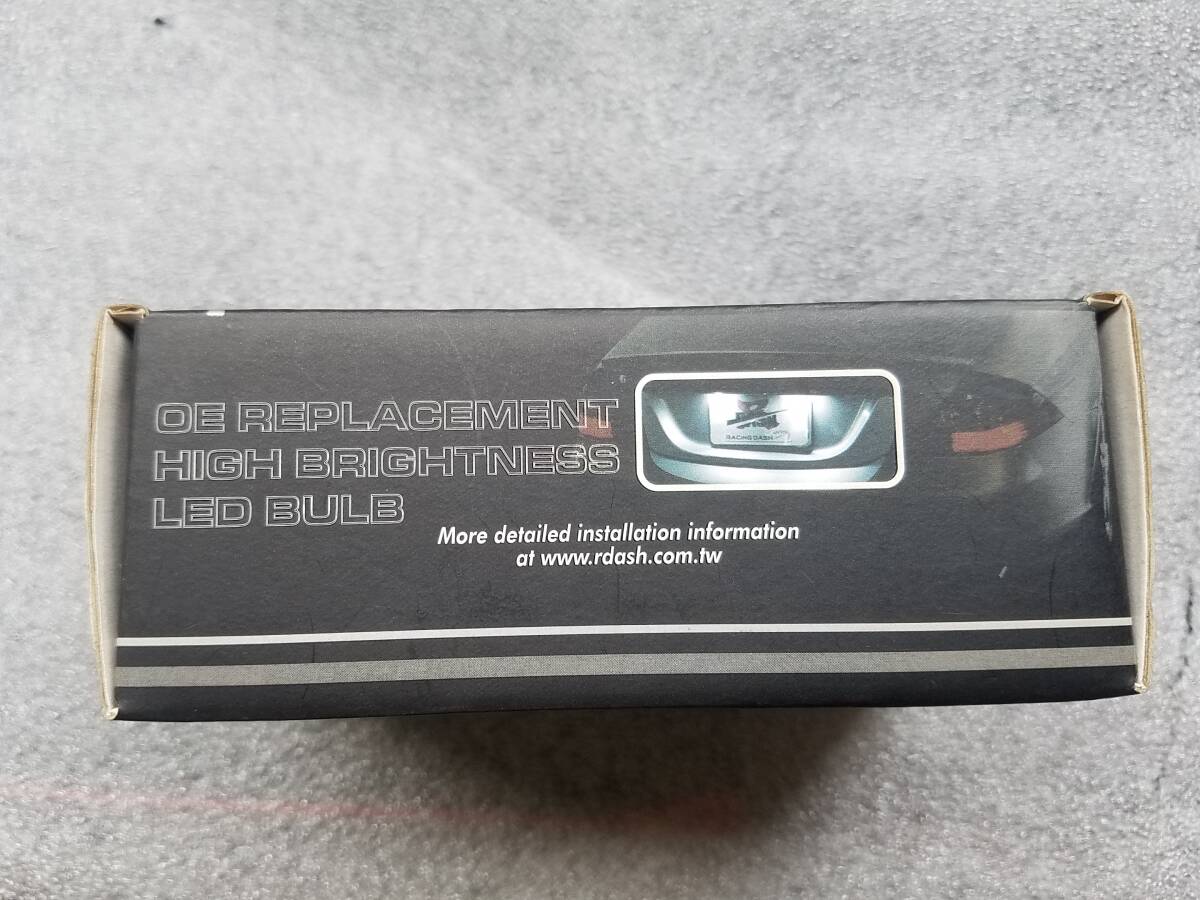 OE REPLACEMENT
HIGH BRIGHTNESS
LED BULB
RACING DASH
More detailed installation information
at www.rdash.com.tw